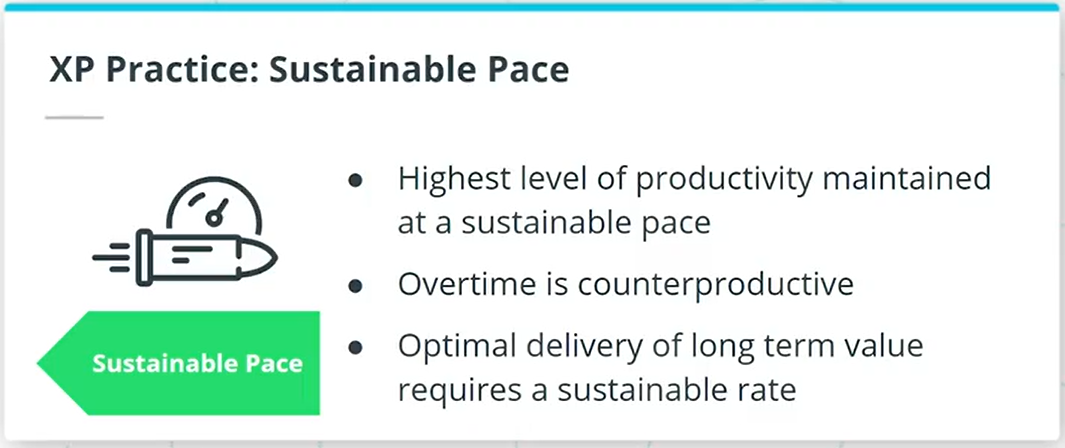 XP Practice: Sustainable Pace
● Highest level of productivity maintained
at a sustainable pace
● Overtime is counterproductive
● Optimal delivery of long term value
requires a sustainable rate
Sustainable Pace